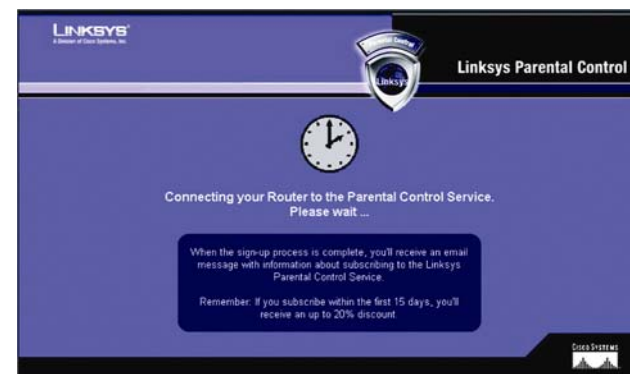 LINKSYS®
A Division of Cisco Systems, Inc.
Parental Control
Linksys
Linksys Parental Control
Connecting your Router to the Parental Control Service.
Please wait ...
When the sign-up process is complete, you'll receive an email
message with information about subscribing to the Linksys
Parental Control Service.
Remember: If you subscribe within the first 15 days, you'll
receive an up to 20% discount
CISCO SYSTEMS